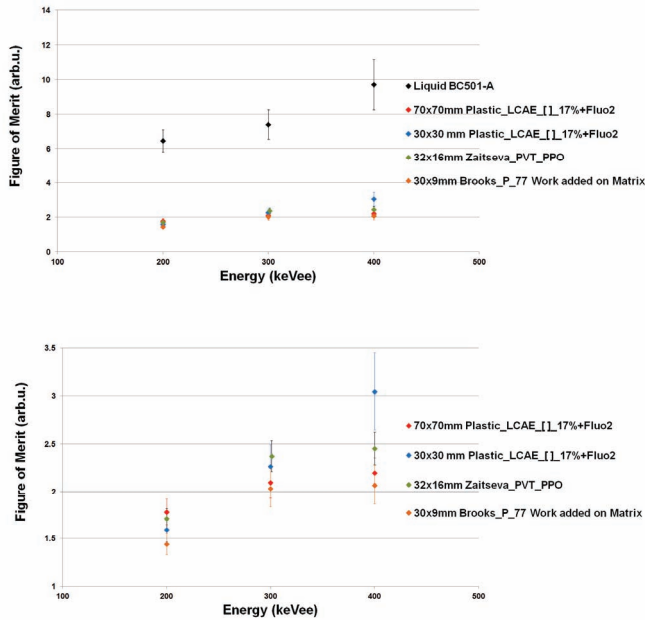 14
12
10
8
6
4
2
0
100
200
300
400
500
Figure of Merit (arb.u.)
Energy (keVee)
Liquid BC501-A
70x70mm Plastic_LCAE_[]_17%+Fluo2
30x30 mm Plastic_LCAE_[]_17%+Fluo2
32x16mm Zaitseva_PVT_PPO
30x9mm Brooks_P_77 Work added on Matrix
3.5
3
2.5
2
1.5
1
100
200
300
400
500
Figure of Merit (arb.u.)
Energy (keVee)
70x70mm Plastic_LCAE_[]_17%+Fluo2
30x30 mm Plastic_LCAE_[]_17%+Fluo2
32x16mm Zaitseva_PVT_PPO
30x9mm Brooks_P_77 Work added on Matrix